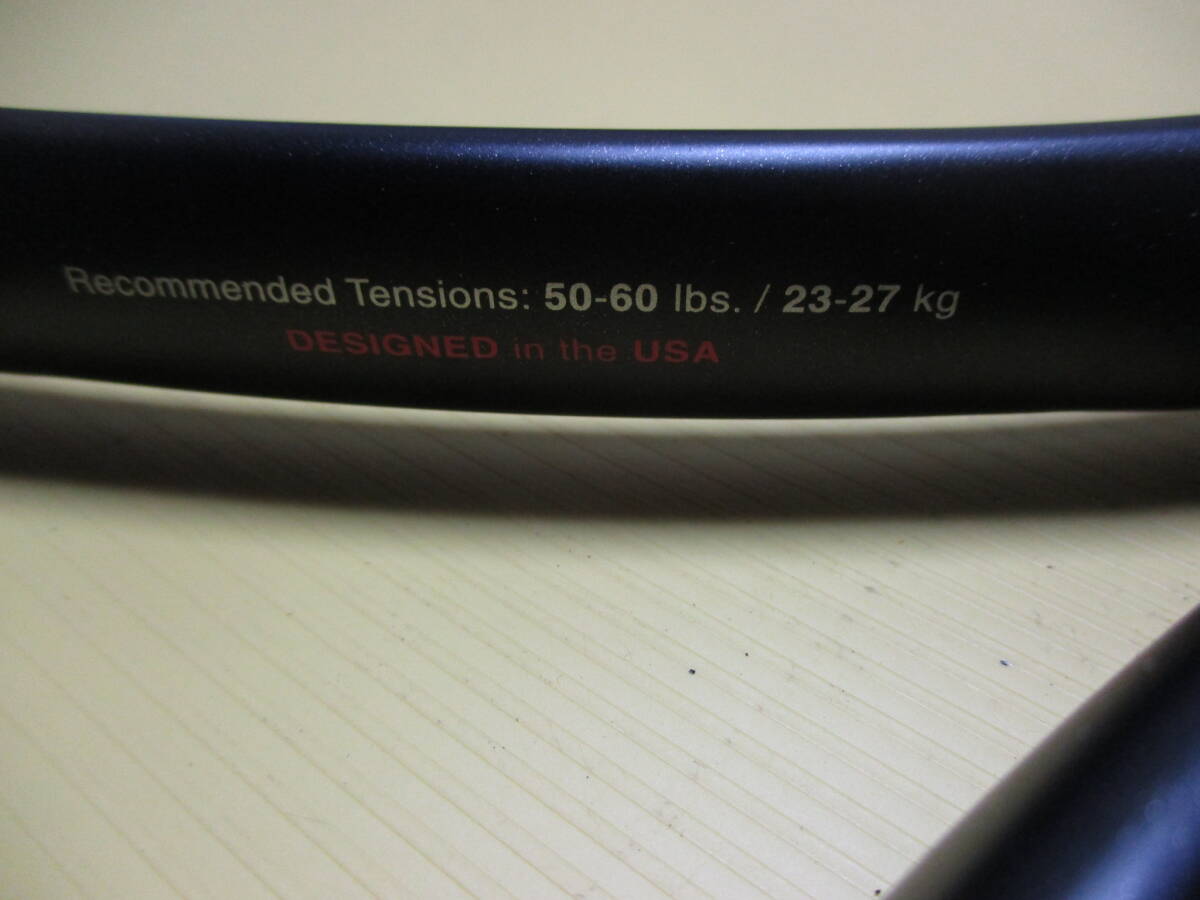 Recommended Tensions: 50-60 lbs. / 23-27 kg
DESIGNED in the USA